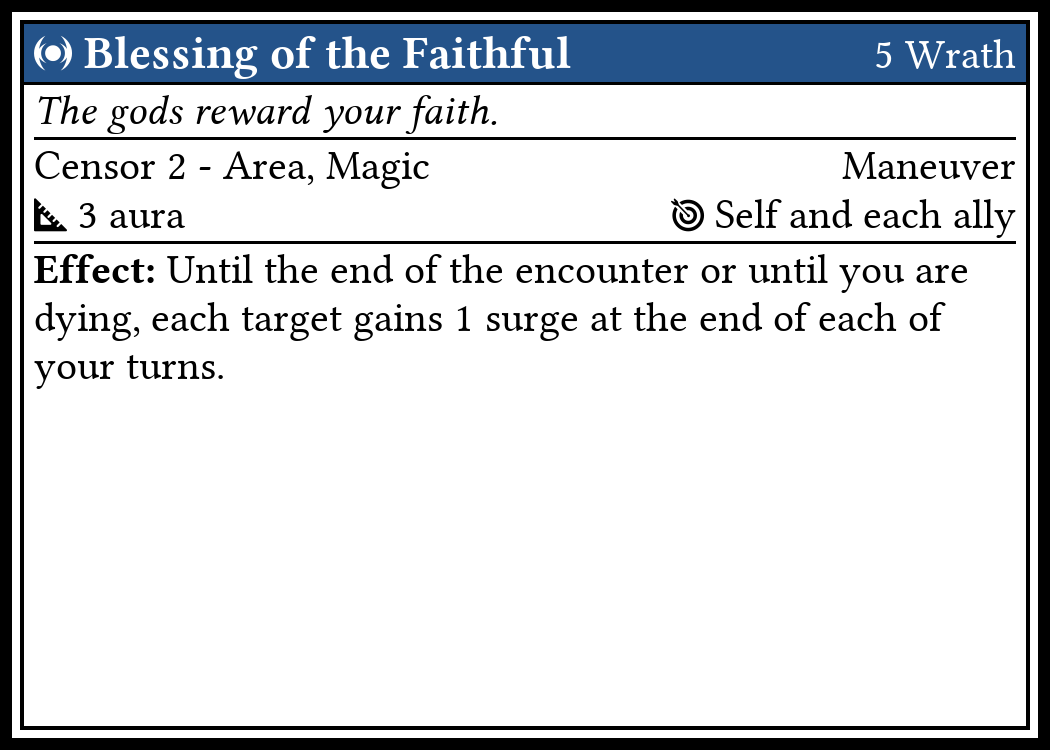 Blessing of the Faithful 5 Wrath
The gods reward your faith.
Censor 2 - Area, Magic Maneuver
3 aura Self and each ally
Effect: Until the end of the encounter or until you are
dying, each target gains 1 surge at the end of each of
your turns.